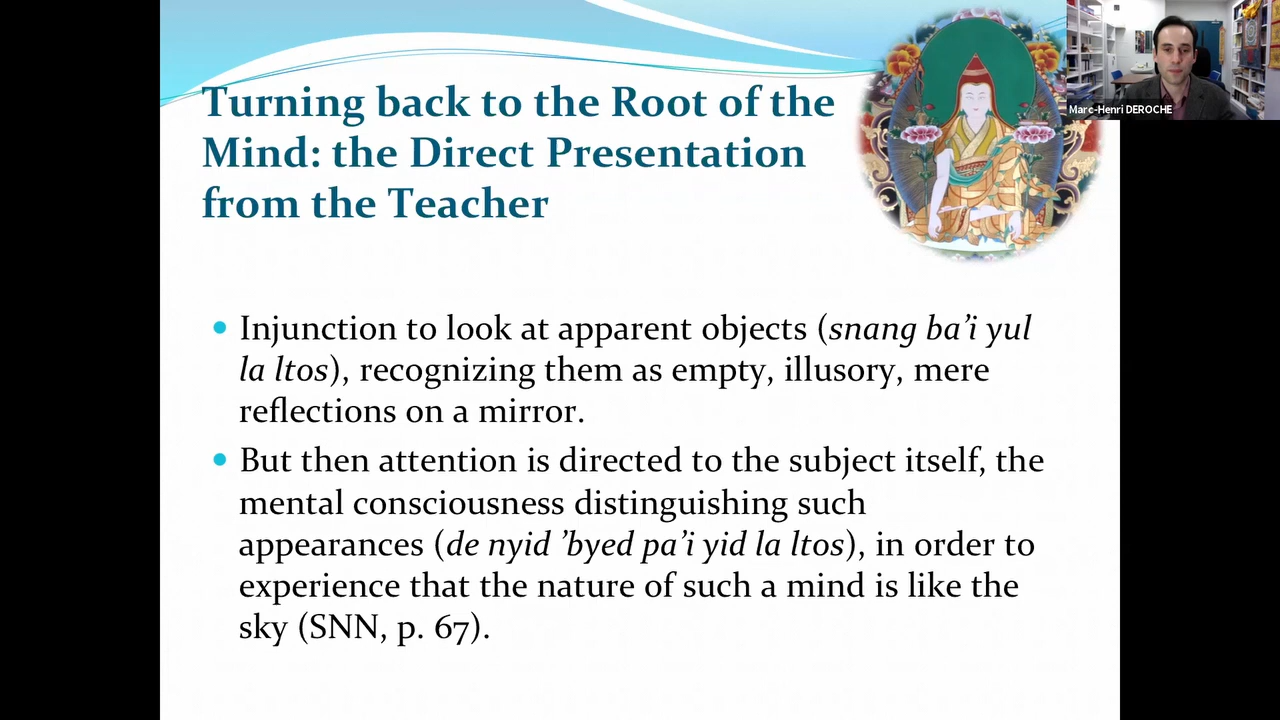 Turning back to the Root of the
Mind: the Direct Presentation
from the Teacher
Marc-Henri DEROCHE
• Injunction to look at apparent objects (snang ba’i yul
la ltos), recognizing them as empty, illusory, mere
reflections on a mirror.
• But then attention is directed to the subject itself, the
mental consciousness distinguishing such
appearances (de nyid ’byed pa’i yid la ltos), in order to
experience that the nature of such a mind is like the
sky (SNN, p. 67).